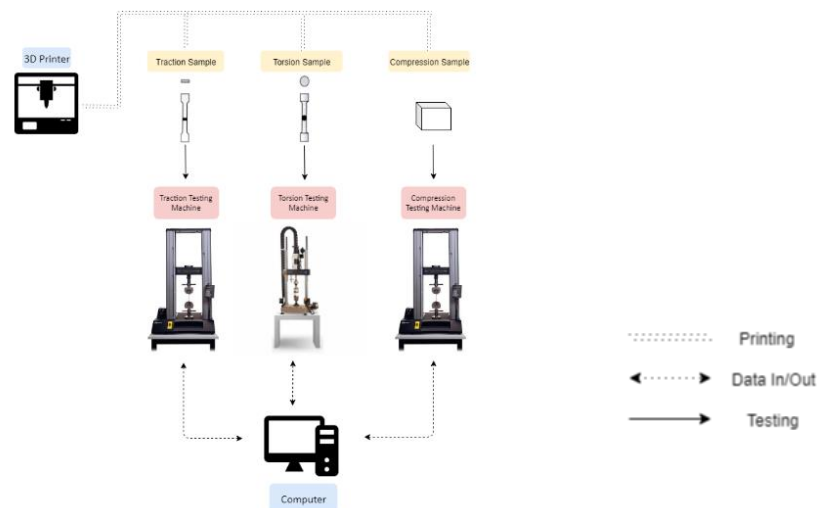 3D Printer
Traction Sample
Torsion Sample
Compression Sample
Traction Testing
Machine
Torsion Testing
Machine
Compression
Testing Machine
Printing
Data In/Out
Testing
Computer